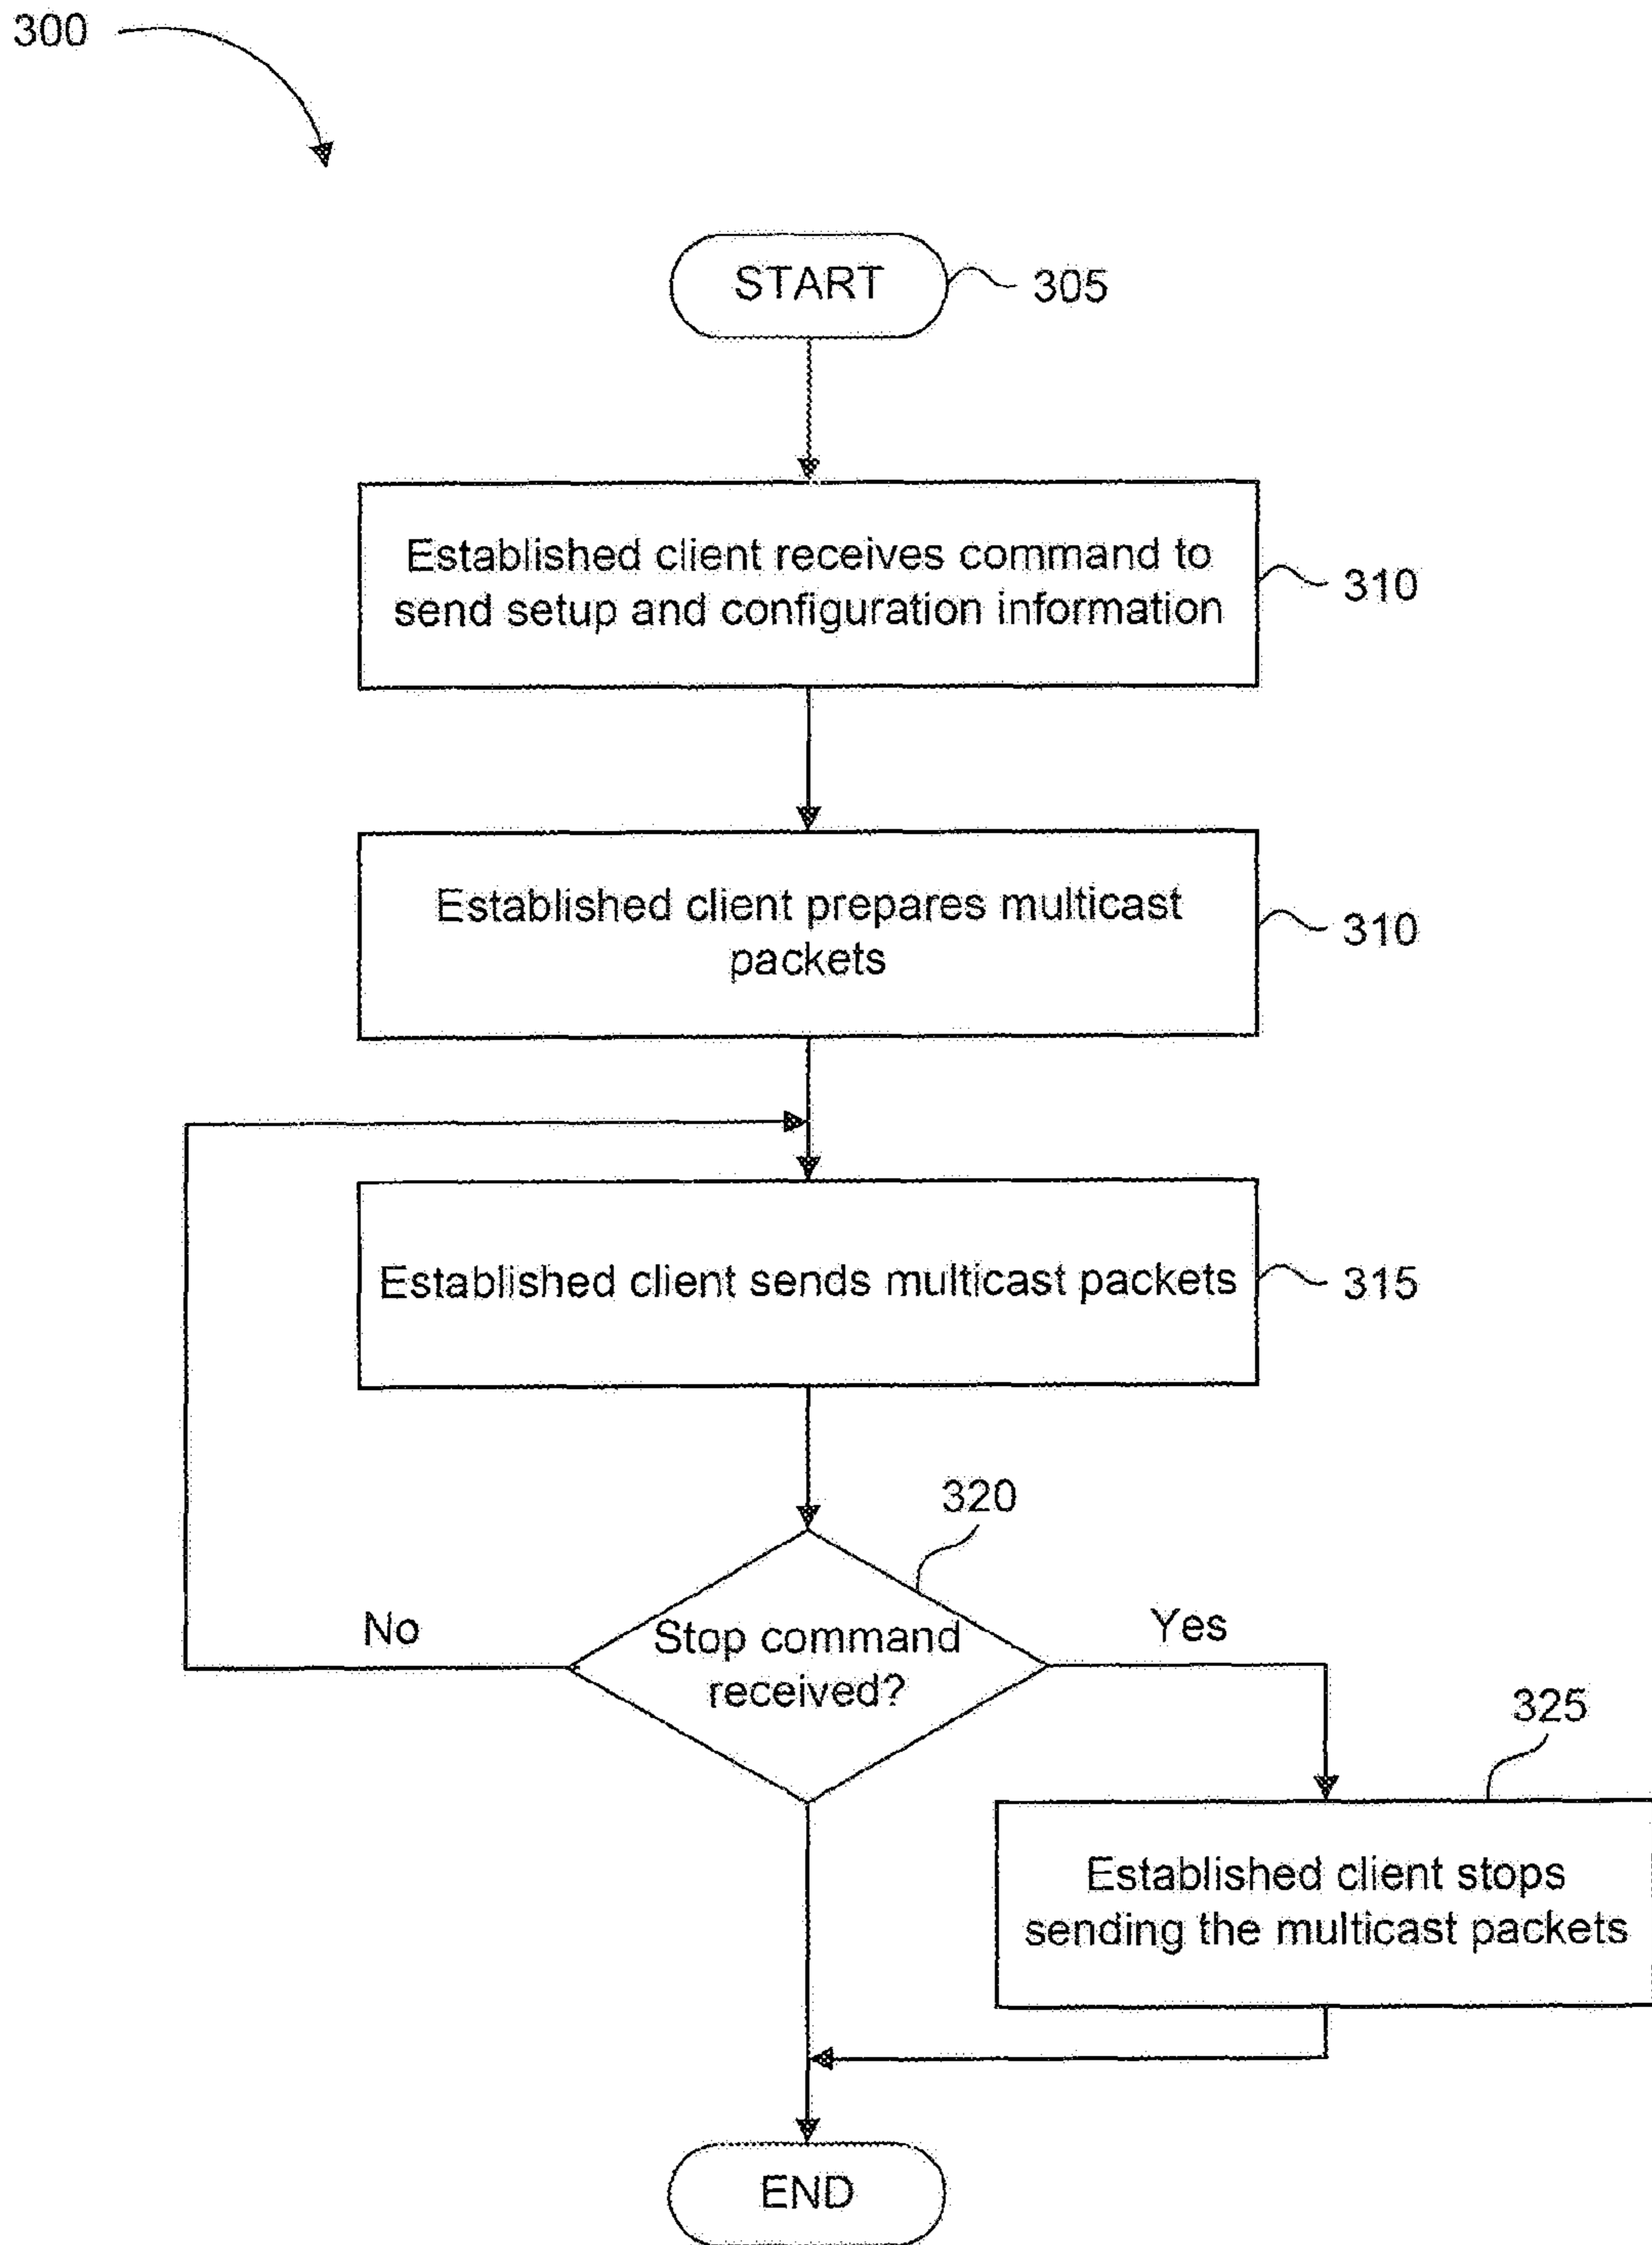 300
START
305
Established client receives command to
send setup and configuration information
310
Established client prepares multicast
packets
310
Established client sends multicast packets
315
320
Stop command
received?
No
Yes
325
Established client stops
sending the multicast packets
END